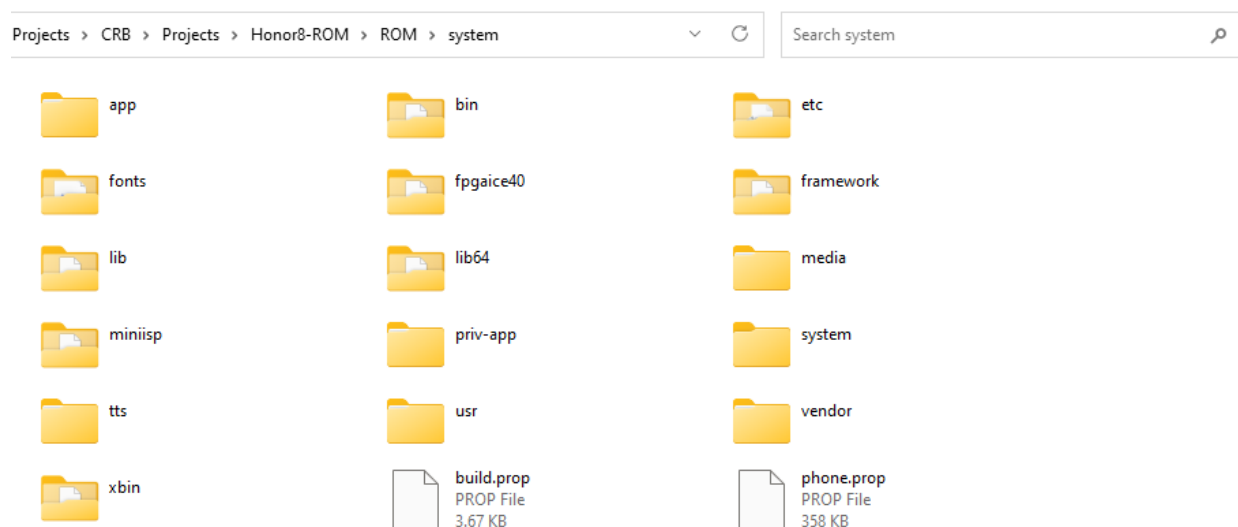 Projects > CRB > Projects > Honor8-ROM > ROM > system
Search system
app
bin
etc
fonts
fpgaice40
framework
lib
lib64
media
miniisp
priv-app
system
tts
usr
vendor
xbin
build.prop
PROP File
3.67 KB
phone.prop
PROP File
358 KB